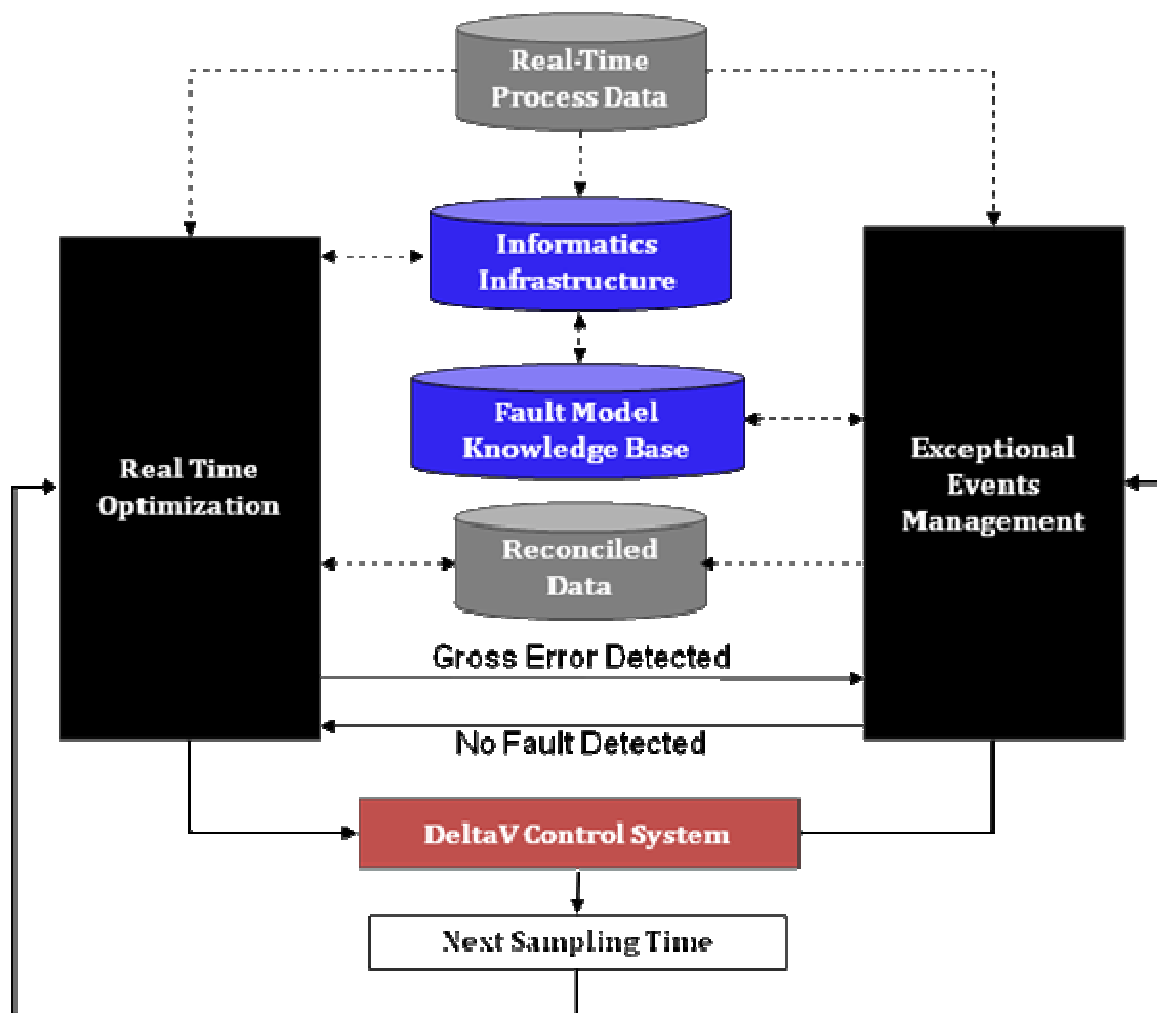 Real-Time
Process Data
Informatics
Infrastructure
Fault Model
Knowledge Base
Real Time
Optimization
Exceptional
Events
Management
Reconciled
Data
Gross Error Detected
No Fault Detected
DeltaV Control System
Next Sampling Time